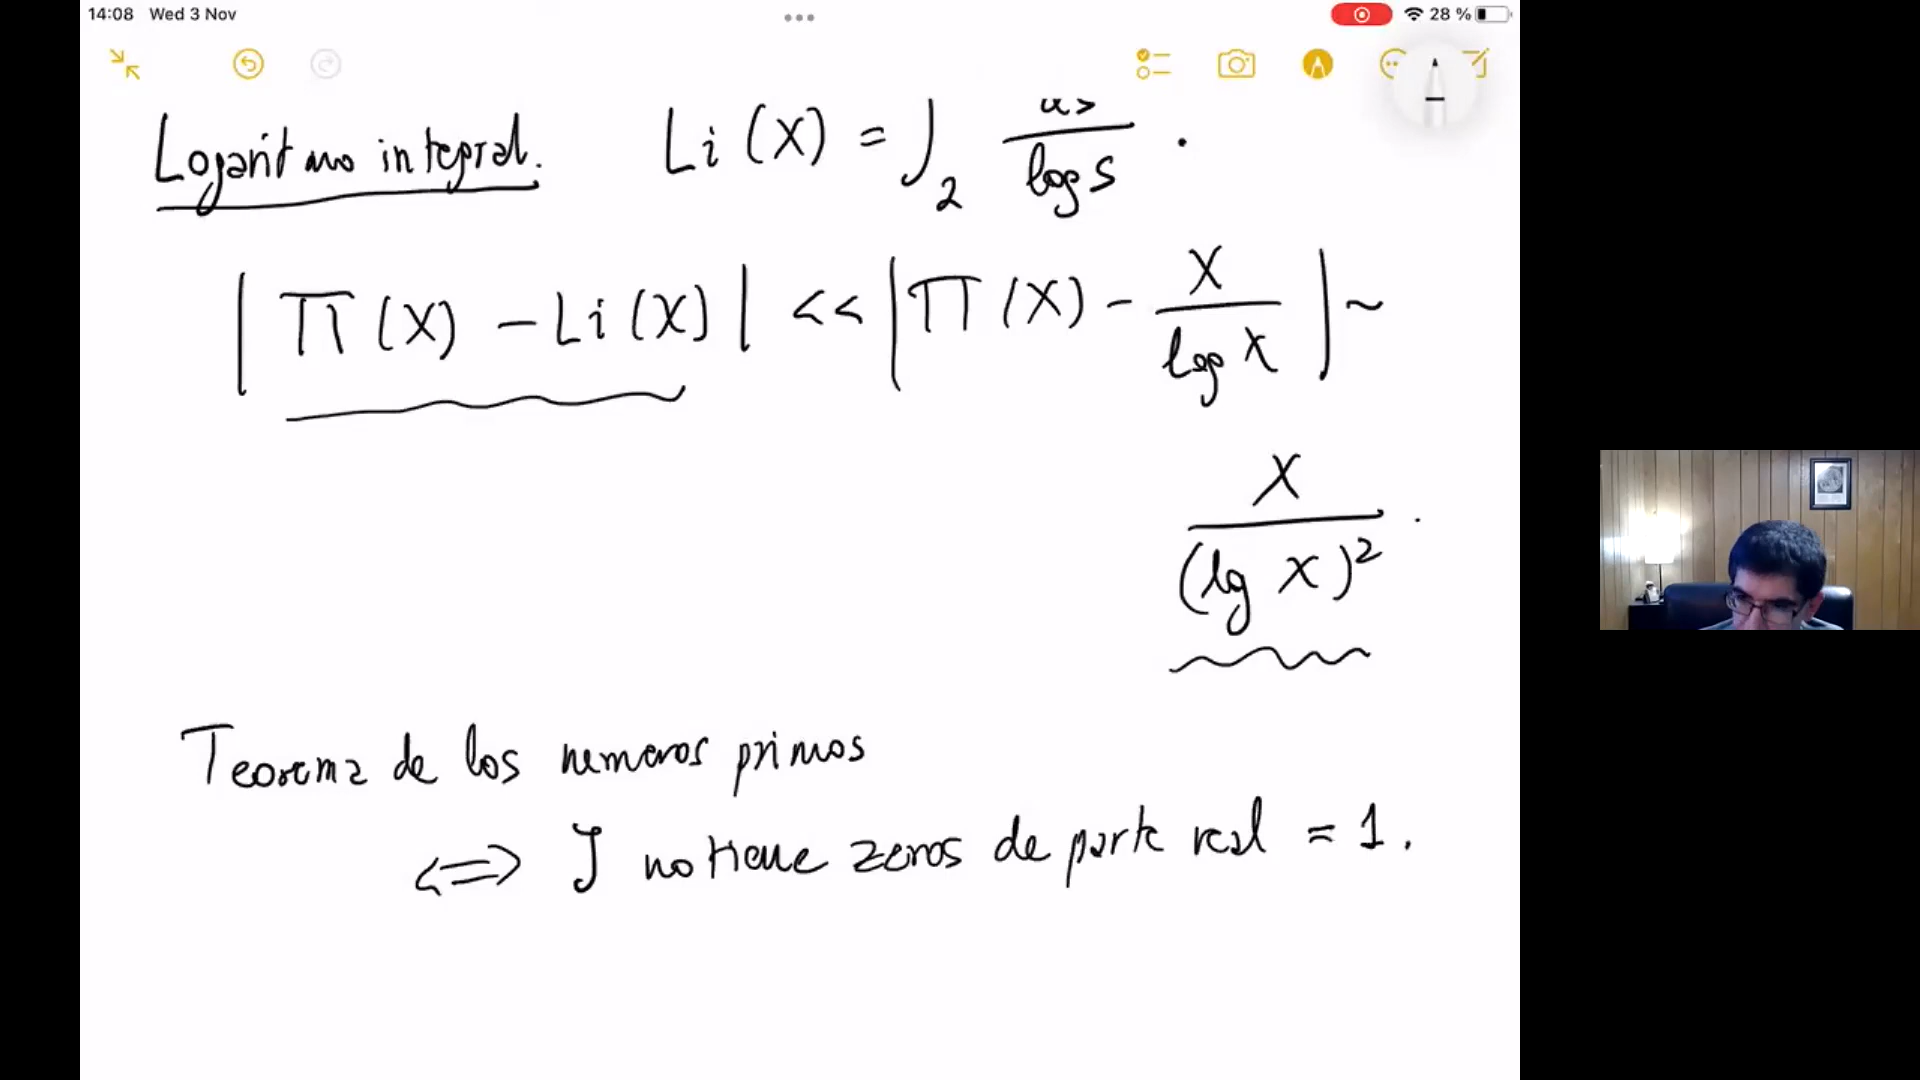 14:08 Wed 3 Nov 28 %
Logaritmo integral. Li (x) = ∫₂ ds/log s .
| Π(x) - Li(x) | << | Π(x) - x/log x | ~
x/(lg x)² .
Teorema de los numeros primos
<=> ζ no tiene zeros de parte real = 1.